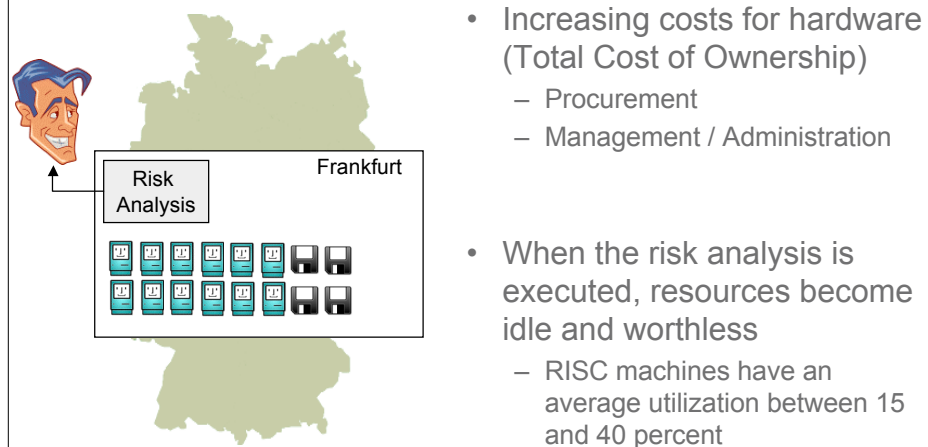 Risk
Analysis
Frankfurt
• Increasing costs for hardware
(Total Cost of Ownership)
– Procurement
– Management / Administration
• When the risk analysis is
executed, resources become
idle and worthless
– RISC machines have an
average utilization between 15
and 40 percent